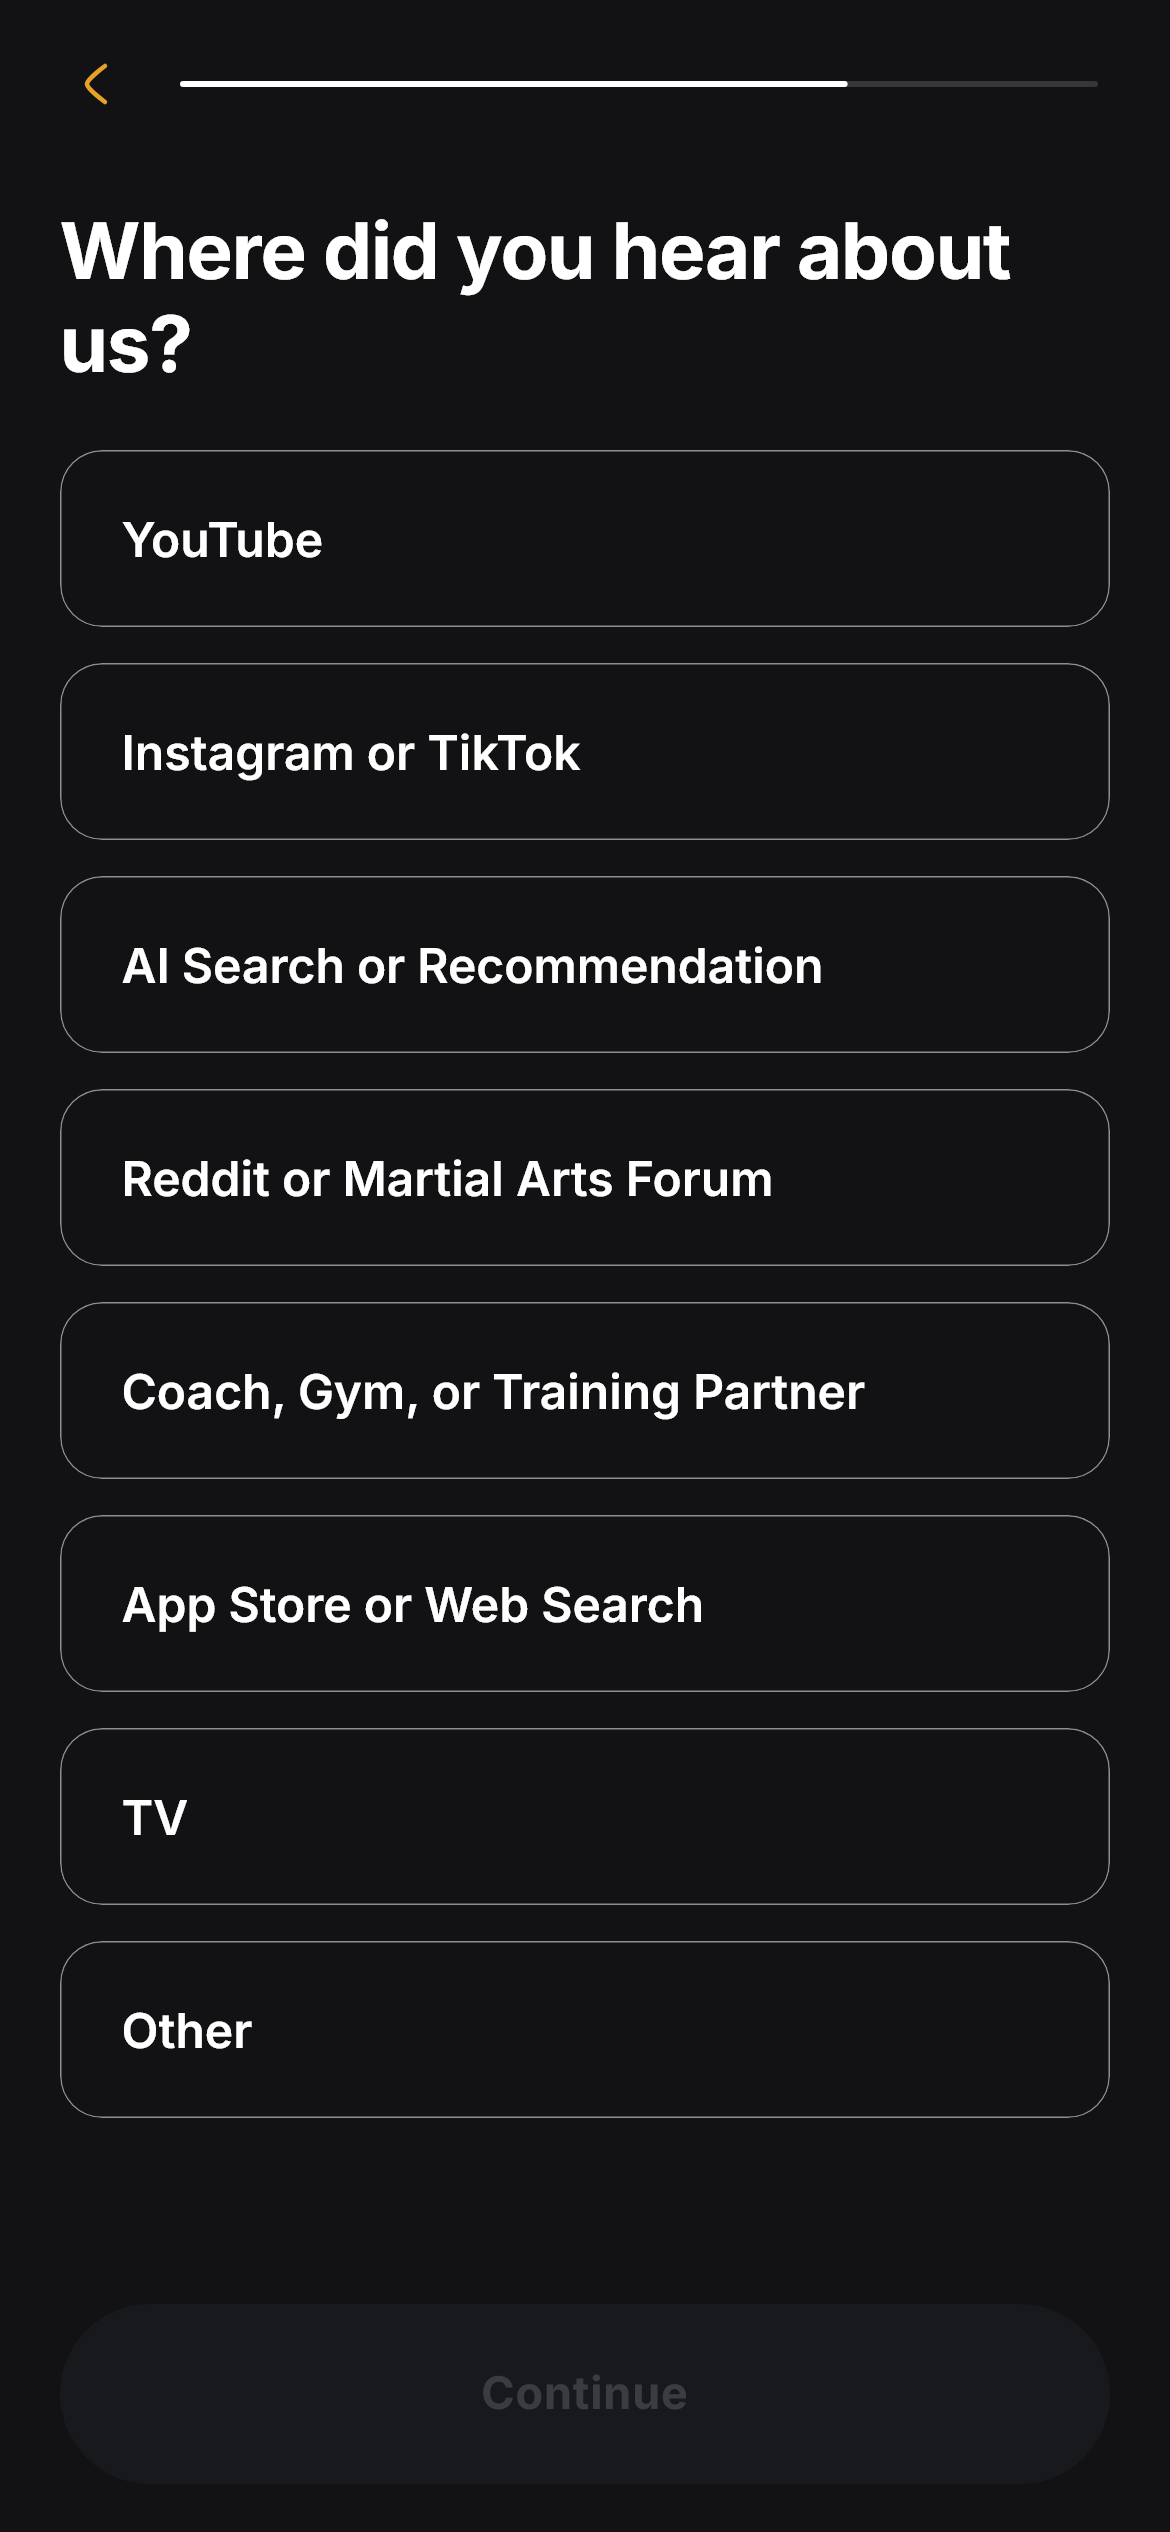 Where did you hear about
us?
YouTube
Instagram or TikTok
AI Search or Recommendation
Reddit or Martial Arts Forum
Coach, Gym, or Training Partner
App Store or Web Search
TV
Other
Continue